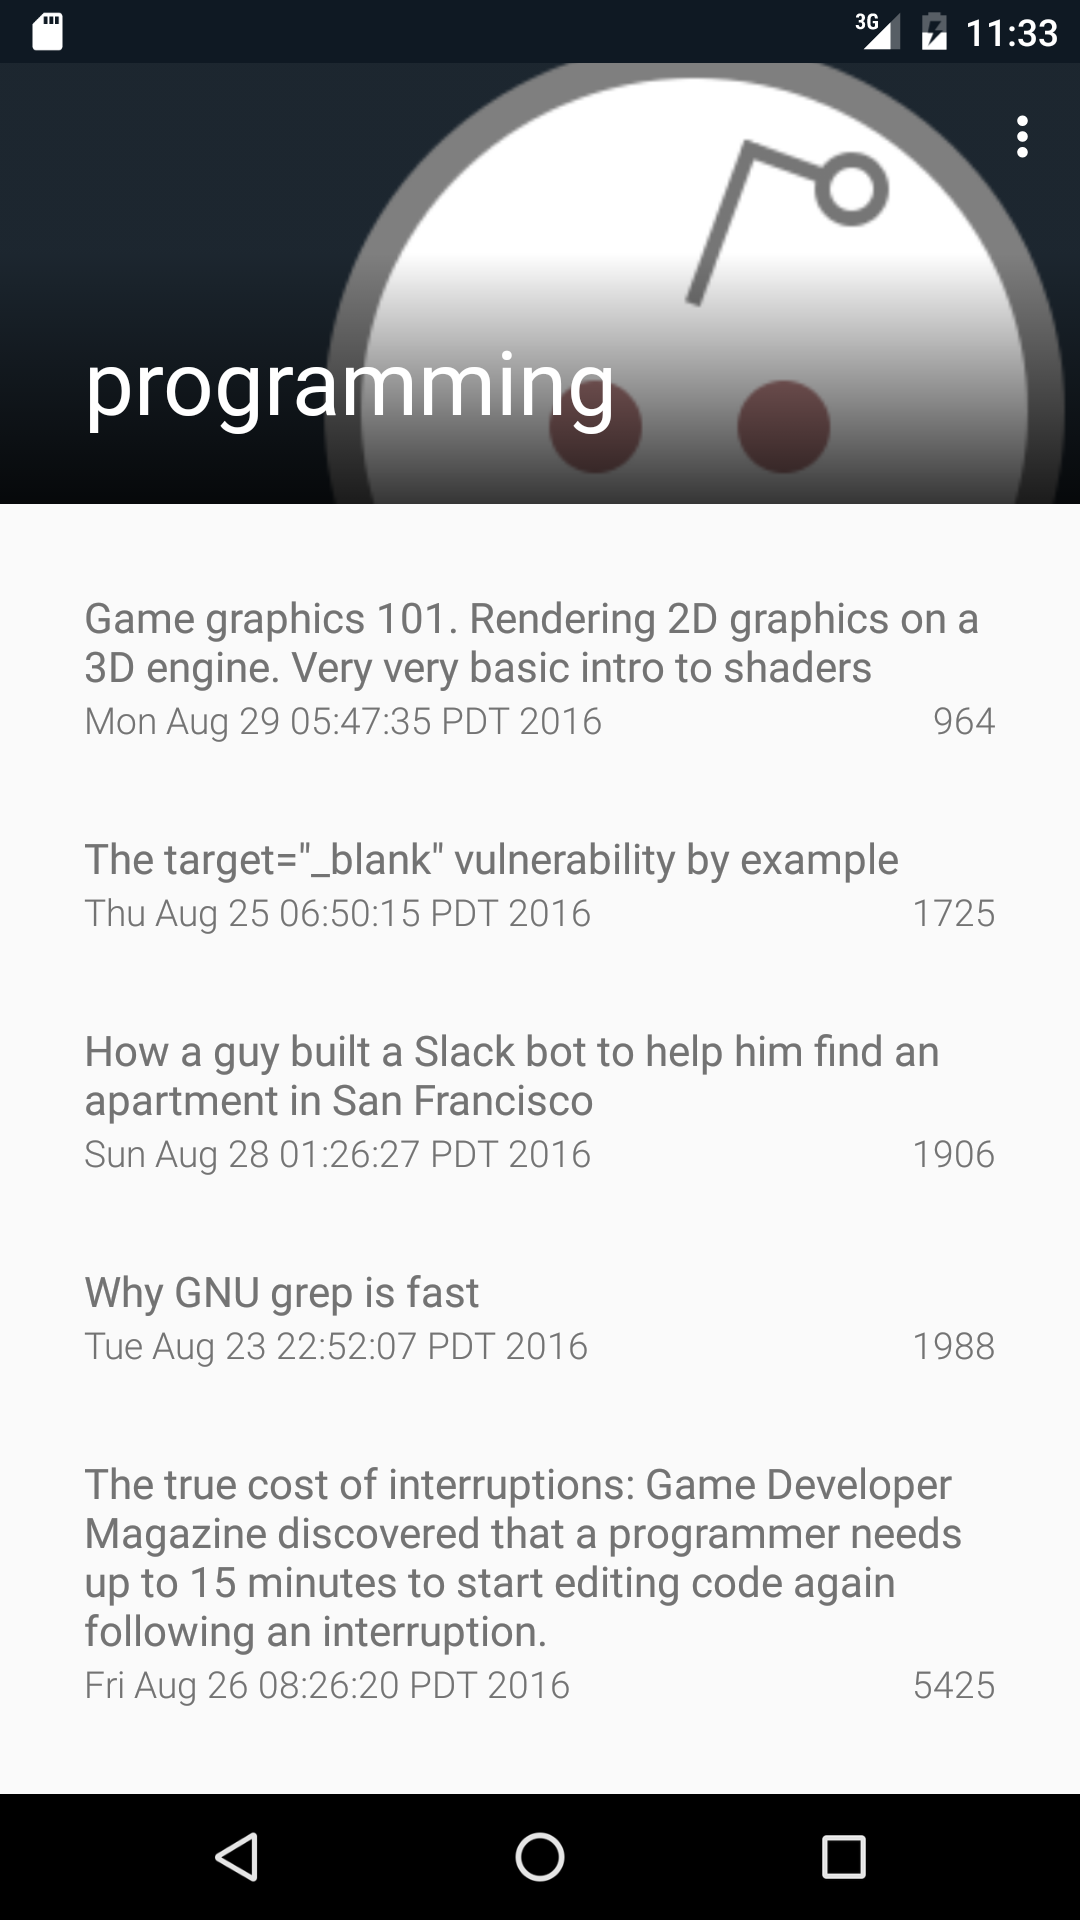 3G 11:33
programming
Game graphics 101. Rendering 2D graphics on a
3D engine. Very very basic intro to shaders
Mon Aug 29 05:47:35 PDT 2016 964
The target="_blank" vulnerability by example
Thu Aug 25 06:50:15 PDT 2016 1725
How a guy built a Slack bot to help him find an
apartment in San Francisco
Sun Aug 28 01:26:27 PDT 2016 1906
Why GNU grep is fast
Tue Aug 23 22:52:07 PDT 2016 1988
The true cost of interruptions: Game Developer
Magazine discovered that a programmer needs
up to 15 minutes to start editing code again
following an interruption.
Fri Aug 26 08:26:20 PDT 2016 5425